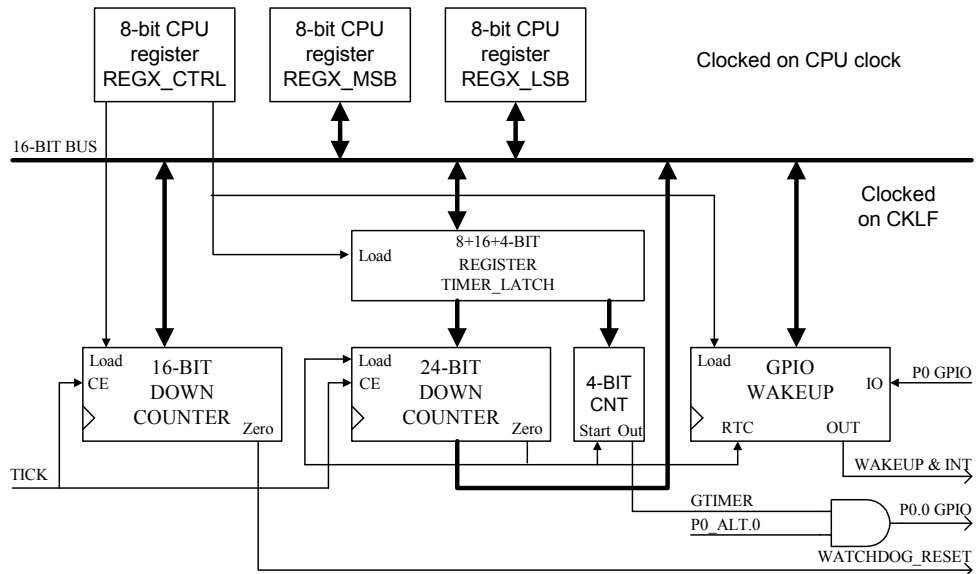 8-bit CPU
register
REGX_CTRL
8-bit CPU
register
REGX_MSB
8-bit CPU
register
REGX_LSB
Clocked on CPU clock
16-BIT BUS
Clocked
on CKLF
Load
8+16+4-BIT
REGISTER
TIMER_LATCH
Load
CE
16-BIT
DOWN
COUNTER
Zero
Load
CE
24-BIT
DOWN
COUNTER
Zero
4-BIT
CNT
Start Out
Load
GPIO
WAKEUP
IO
RTC
OUT
P0 GPIO
TICK
WAKEUP & INT
GTIMER
P0_ALT.0
P0.0 GPIO
WATCHDOG_RESET